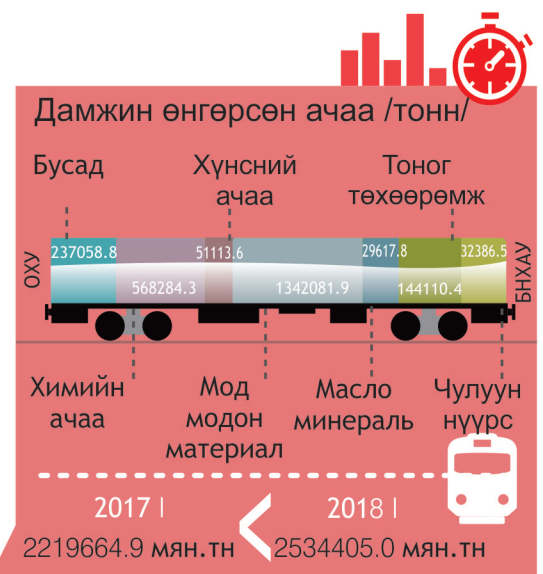 Дамжин өнгөрсөн ачаа /тонн/
Бусад
Хүнсний
ачаа
Тоног
төхөөрөмж
ОХУ
237058.8
51113.6
29617.8
32386.5
568284.3
1342081.9
144110.4
БНХАУ
Химийн
ачаа
Мод
модон
материал
Масло
минераль
Чулуун
нүүрс
2017 I
2018 I
2219664.9 мян.тн
2534405.0 мян.тн